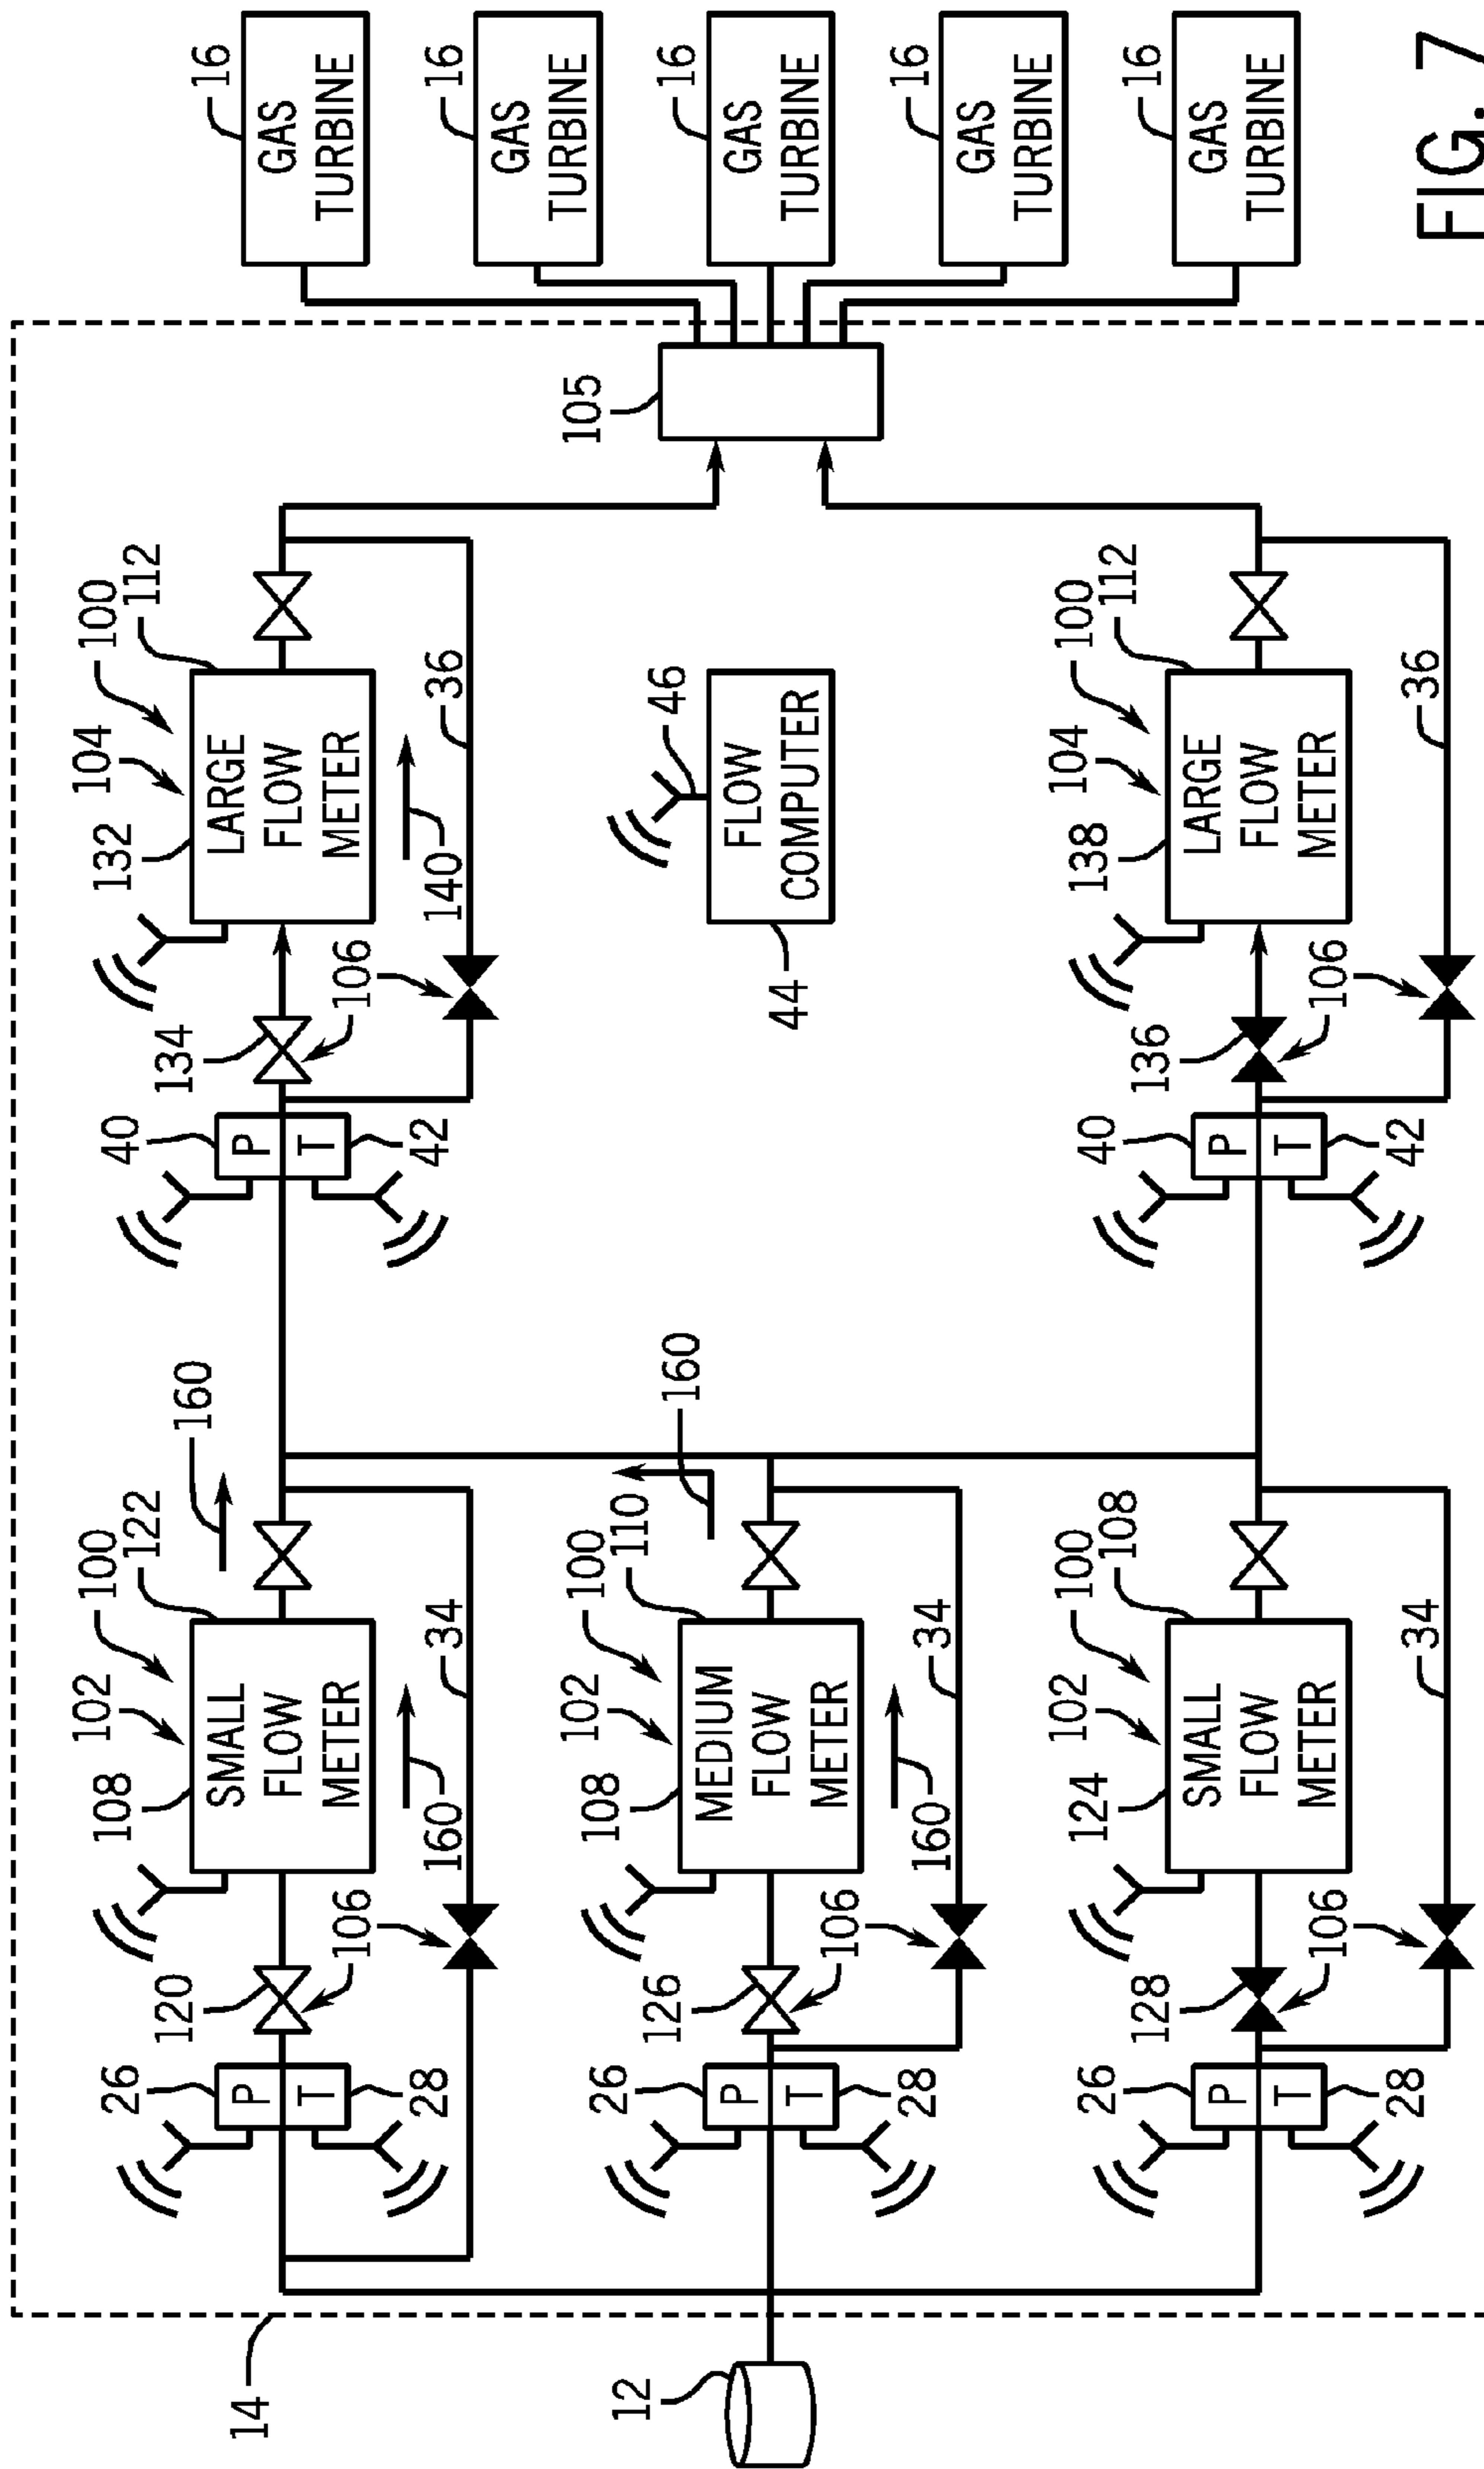 14
12
26
P
T
28
120
106
108
102
100
122
SMALL
FLOW
METER
160
160
34
26
P
T
28
126
106
108
102
100
110
MEDIUM
FLOW
METER
160
160
34
26
P
T
28
128
106
124
102
100
108
SMALL
FLOW
METER
34
40
P
T
42
134
106
132
104
100
112
LARGE
FLOW
METER
140
36
44
FLOW
COMPUTER
46
40
P
T
42
136
106
138
104
100
112
LARGE
FLOW
METER
36
105
16
GAS
TURBINE
16
GAS
TURBINE
16
GAS
TURBINE
16
GAS
TURBINE
16
GAS
TURBINE
FIG. 7